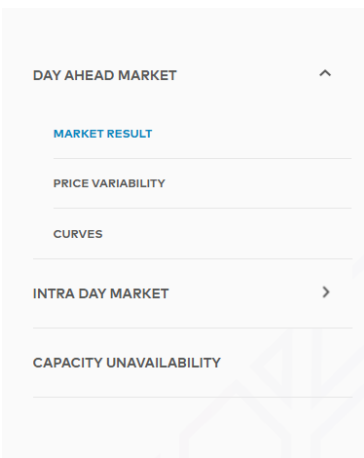 DAY AHEAD MARKET
MARKET RESULT
PRICE VARIABILITY
CURVES
INTRA DAY MARKET
CAPACITY UNAVAILABILITY